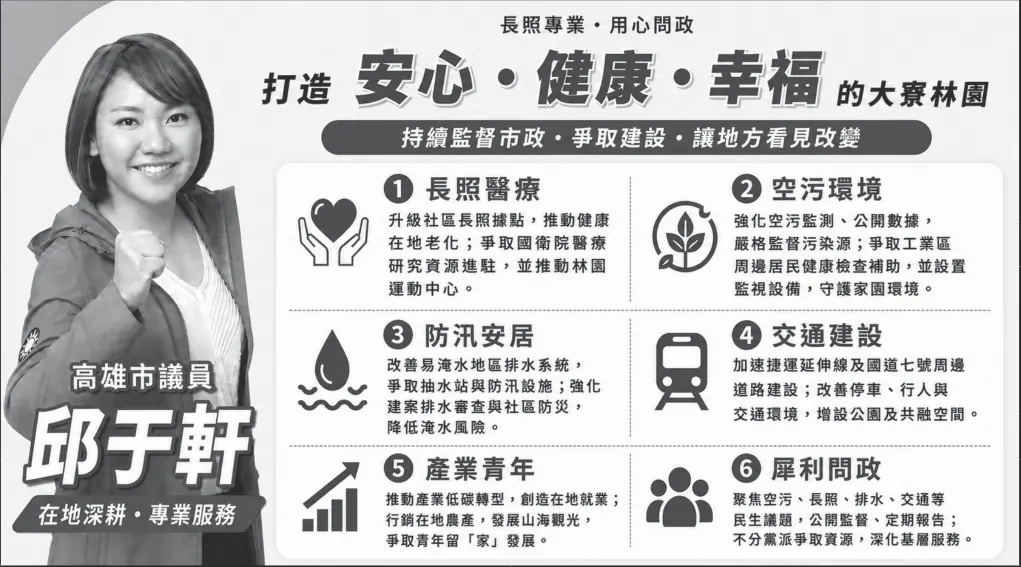 長照專業・用心問政
打造 安心・健康・幸福 的大寮林園
持續監督市政・爭取建設・讓地方看見改變
1 長照醫療
升級社區長照據點，推動健康
在地老化；爭取國衛院醫療
研究資源進駐，並推動林園
運動中心。
2 空污環境
強化空污監測、公開數據，
嚴格監督污染源；爭取工業區
周邊居民健康檢查補助，並設置
監視設備，守護家園環境。
3 防汛安居
改善易淹水地區排水系統，
爭取抽水站與防汛設施；強化
建案排水審查與社區防災，
降低淹水風險。
4 交通建設
加速捷運延伸線及國道七號周邊
道路建設；改善停車、行人與
交通環境，增設公園及共融空間。
5 產業青年
推動產業低碳轉型，創造在地就業；
行銷在地農產，發展山海觀光，
爭取青年留「家」發展。
6 犀利問政
聚焦空污、長照、排水、交通等
民生議題，公開監督、定期報告；
不分黨派爭取資源，深化基層服務。
高雄市議員
邱于軒
在地深耕・專業服務